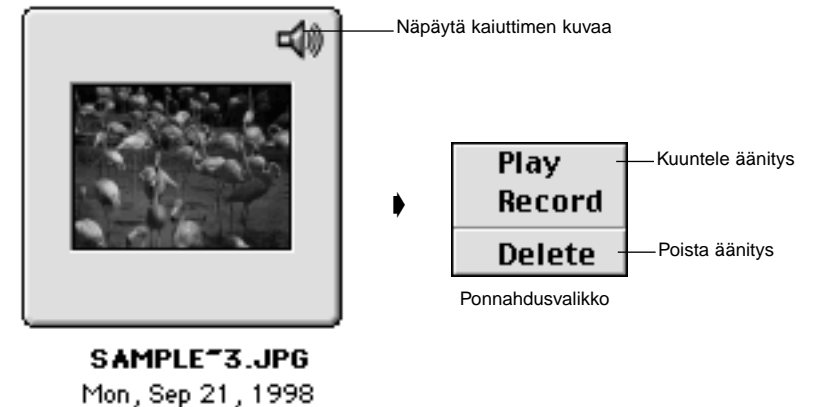 Näpäytä kaiuttimen kuvaa
Play
Kuuntele äänitys
Record
Delete
Poista äänitys
Ponnahdusvalikko
SAMPLE~3.JPG
Mon, Sep 21, 1998